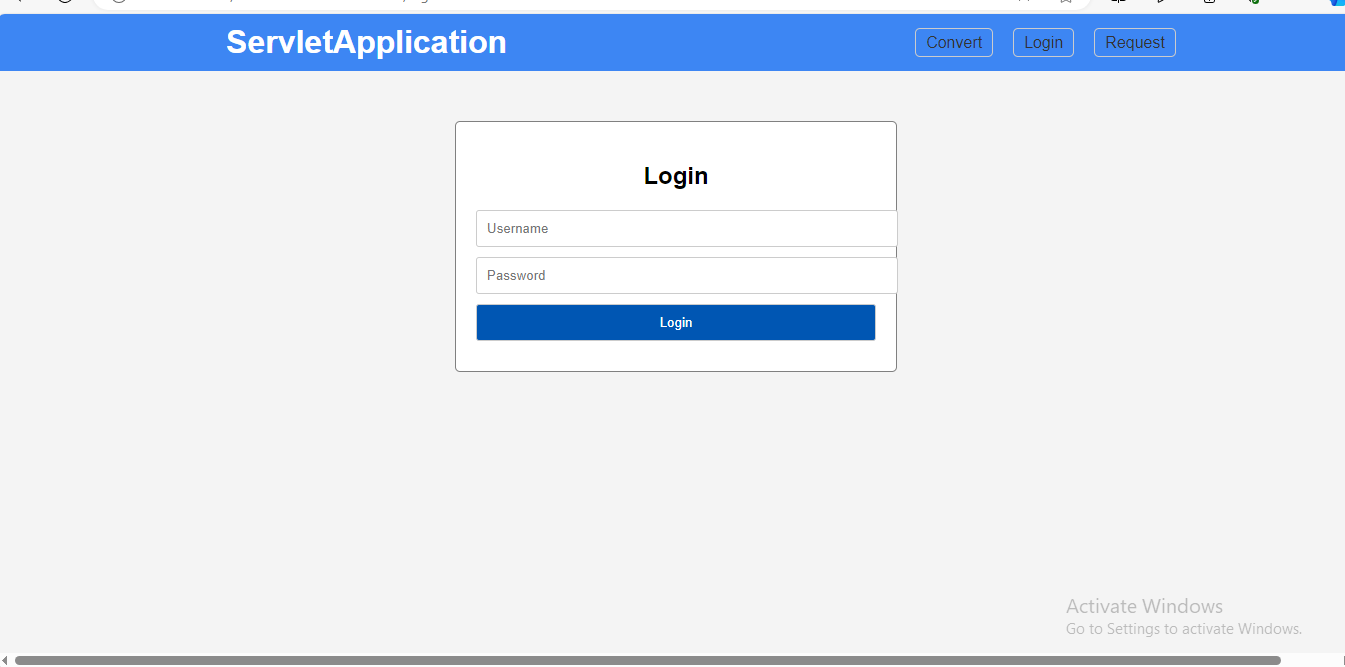 ServletApplication
Convert
Login
Request
Login
Username
Password
Login
Activate Windows
Go to Settings to activate Windows.